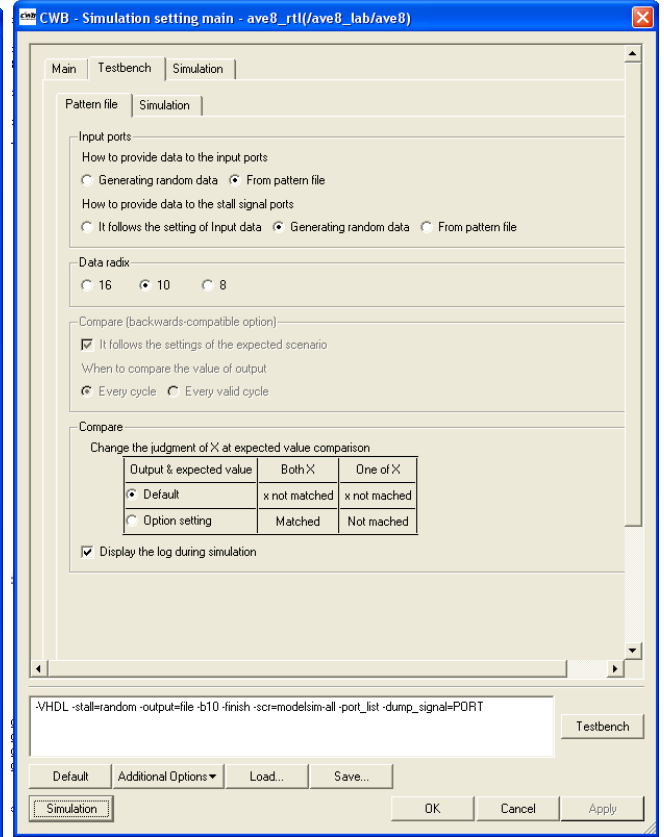 CWB - Simulation setting main - ave8_rtl(/ave8_lab/ave8)
Main Testbench Simulation
Pattern file Simulation
Input ports
How to provide data to the input ports
Generating random data From pattern file
How to provide data to the stall signal ports
It follows the setting of Input data Generating random data From pattern file
Data radix
16 10 8
Compare (backwards-compatible option)
It follows the settings of the expected scenario
When to compare the value of output
Every cycle Every valid cycle
Compare
Change the judgment of X at expected value comparison
Output & expected value Both X One of X
Default x not matched x not mached
Option setting Matched Not mached
Display the log during simulation
-VHDL -stall=random -output=file -b10 -finish -scr=modelsim-all -port_list -dump_signal=PORT
Testbench
Default Additional Options Load... Save...
Simulation OK Cancel Apply